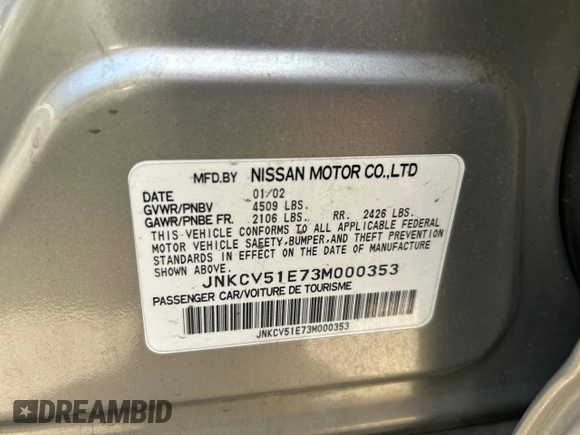 MFD.BY NISSAN MOTOR CO.,LTD
DATE 01/02
GVWR/PNBV 4509 LBS.
GAWR/PNBE FR. 2106 LBS. RR. 2426 LBS.
THIS VEHICLE CONFORMS TO ALL APPLICABLE FEDERAL
MOTOR VEHICLE SAFETY,BUMPER,AND THEFT PREVENTION
STANDARDS IN EFFECT ON THE DATE OF MANUFACTURE
SHOWN ABOVE.
JNKCV51E73M000353
PASSENGER CAR/VOITURE DE TOURISME
JNKCV51E73M000353
DREAMBID